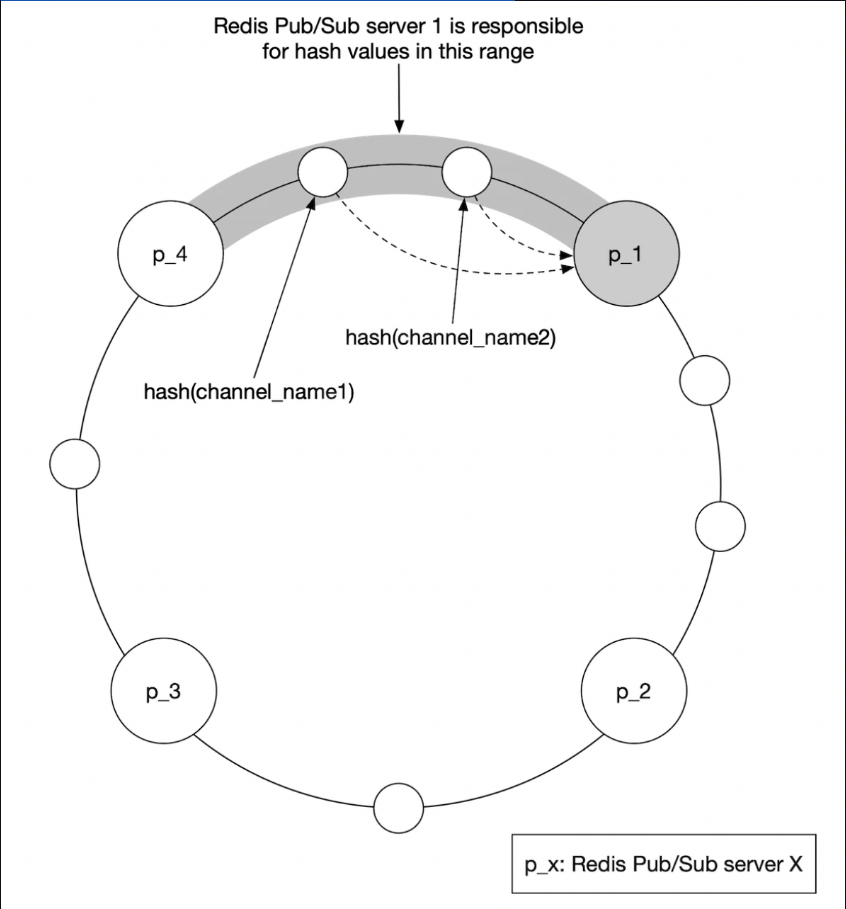 Redis Pub/Sub server 1 is responsible
for hash values in this range
p_4
p_1
hash(channel_name2)
hash(channel_name1)
p_3
p_2
p_x: Redis Pub/Sub server X